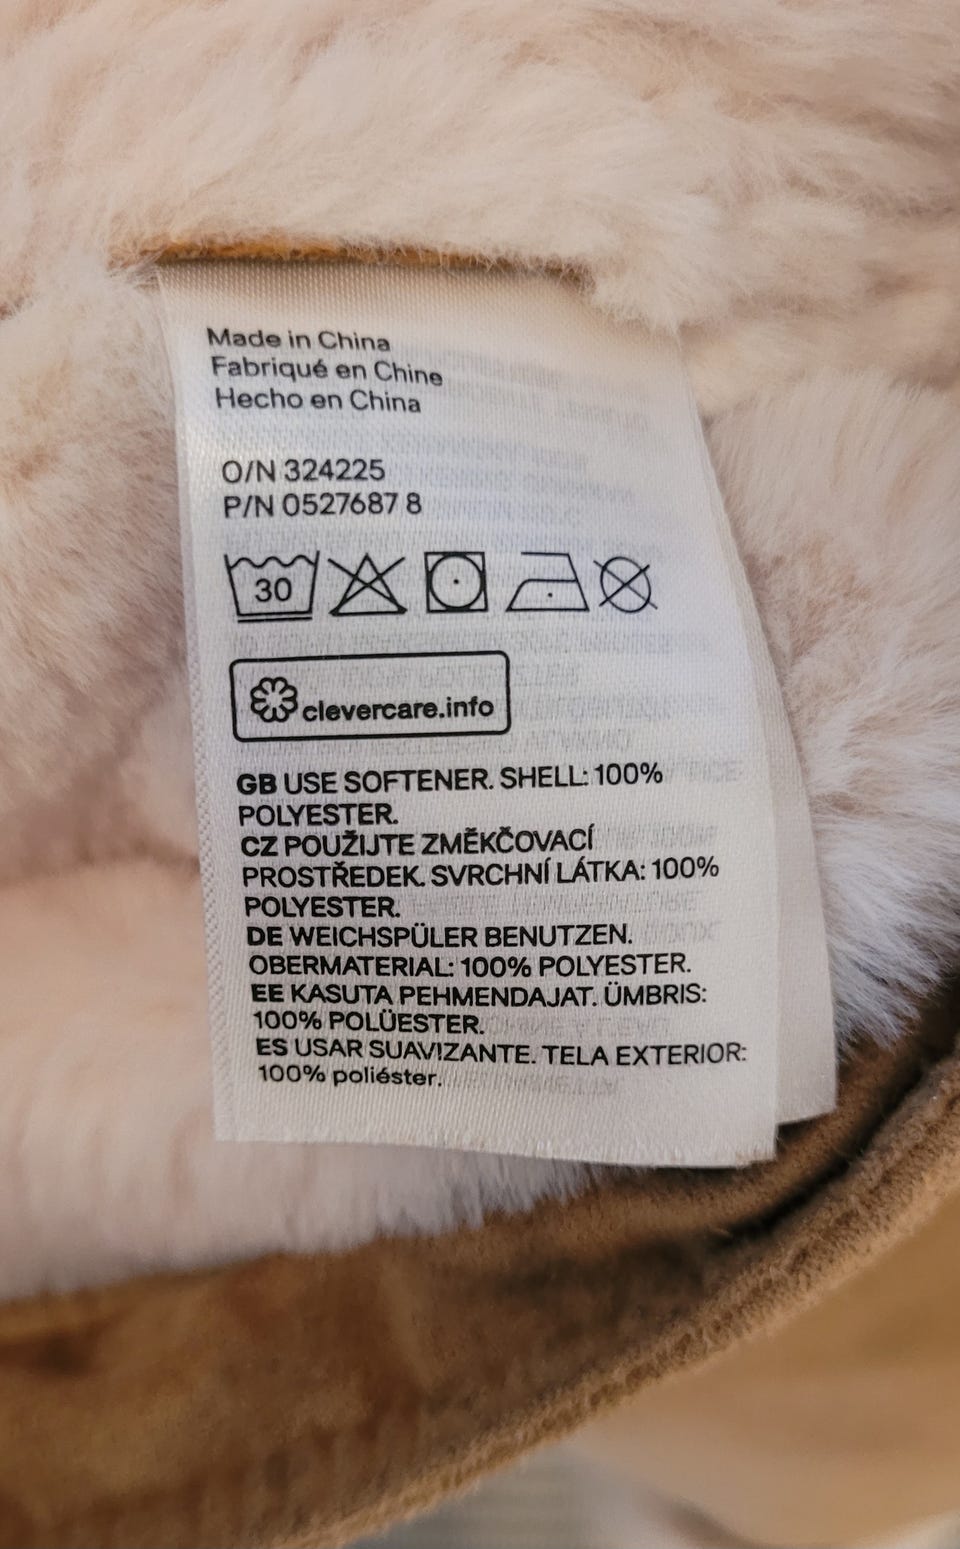 Made in China
Fabriqué en Chine
Hecho en China
O/N 324225
P/N 0527687 8
30
clevercare.info
GB USE SOFTENER. SHELL: 100%
POLYESTER.
CZ POUŽIJTE ZMĚKČOVACÍ
PROSTŘEDEK. SVRCHNÍ LÁTKA: 100%
POLYESTER.
DE WEICHSPÜLER BENUTZEN.
OBERMATERIAL: 100% POLYESTER.
EE KASUTA PEHMENDAJAT. ÜMBRIS:
100% POLÜESTER.
ES USAR SUAVIZANTE. TELA EXTERIOR:
100% poliéster.